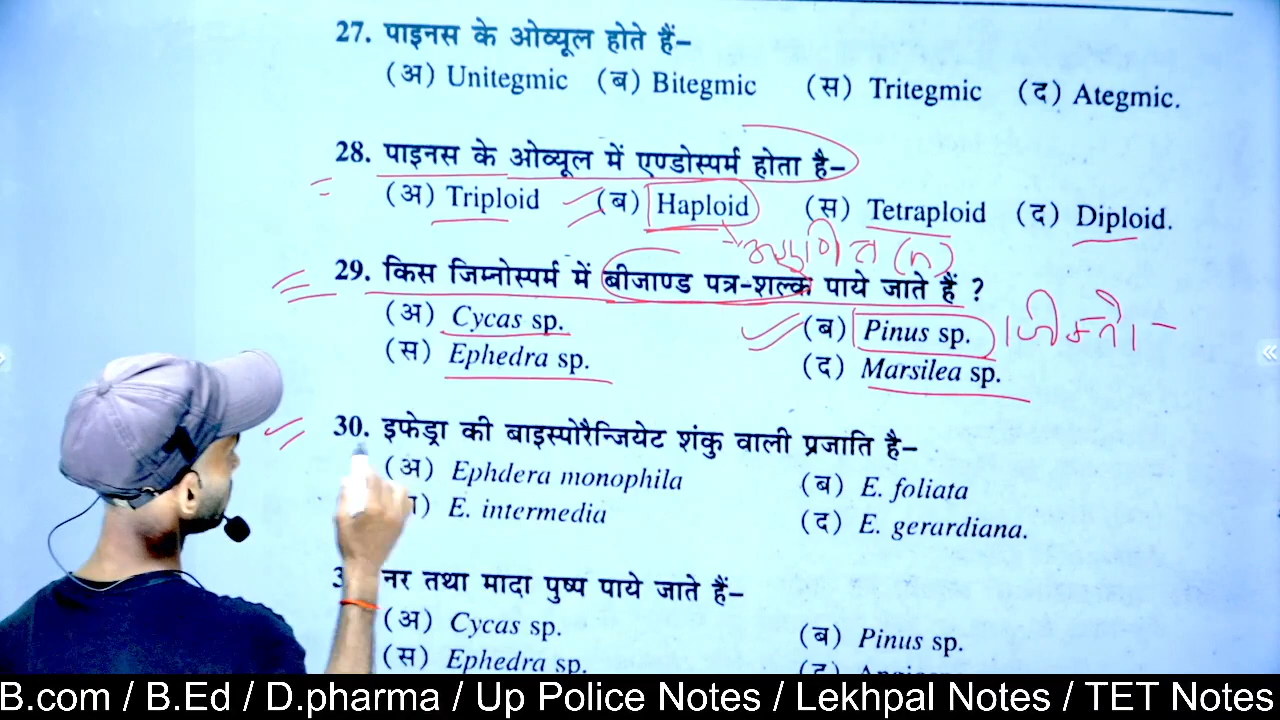 27. पाइनस के ओव्यूल होते हैं–
(अ) Unitegmic (ब) Bitegmic (स) Tritegmic (द) Ategmic.
28. पाइनस के ओव्यूल में एण्डोस्पर्म होता है–
(अ) Triploid (ब) Haploid (स) Tetraploid (द) Diploid.
(n)
29. किस जिम्नोस्पर्म में बीजाण्ड पत्र-शल्क पाये जाते हैं ?
(अ) Cycas sp. (ब) Pinus sp.
(स) Ephedra sp. (द) Marsilea sp.
30. इफेड्रा की बाइस्पोरैन्जियेट शंकु वाली प्रजाति है–
(अ) Ephdera monophila (ब) E. foliata
E. intermedia (द) E. gerardiana.
नर तथा मादा पुष्प पाये जाते हैं–
(अ) Cycas sp. (ब) Pinus sp.
(स) Ephedra sp.
B.com / B.Ed / D.pharma / Up Police Notes / Lekhpal Notes / TET Notes